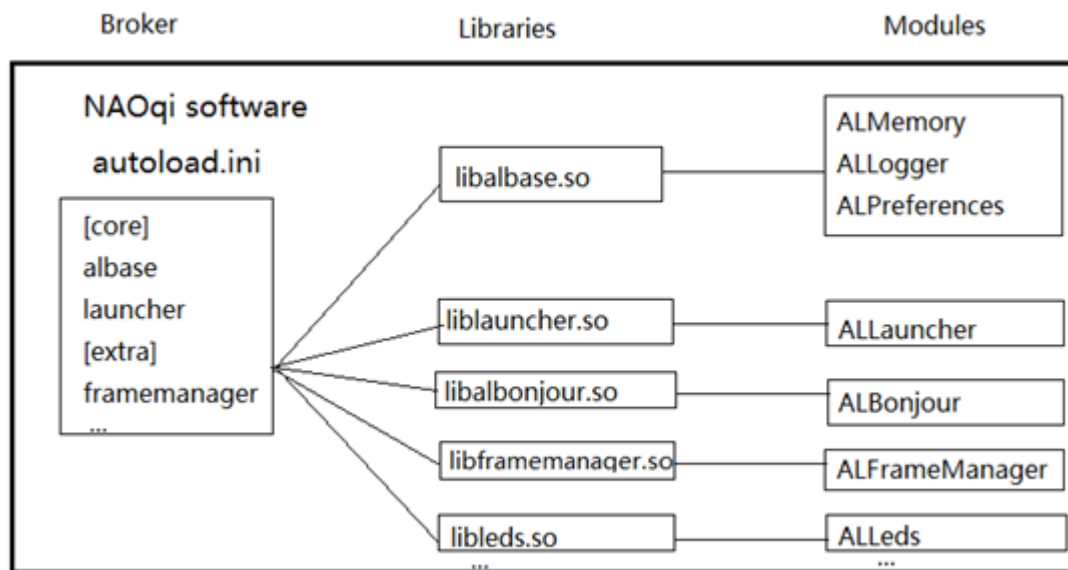 Broker
Libraries
Modules
NAOqi software
autoload.ini
[core]
albase
launcher
[extra]
framemanager
...
libalbase.so
liblauncher.so
libalbonjour.so
libframemanager.so
libleds.so
...
ALMemory
ALLogger
ALPreferences
ALLauncher
ALBonjour
ALFrameManager
ALLeds
...